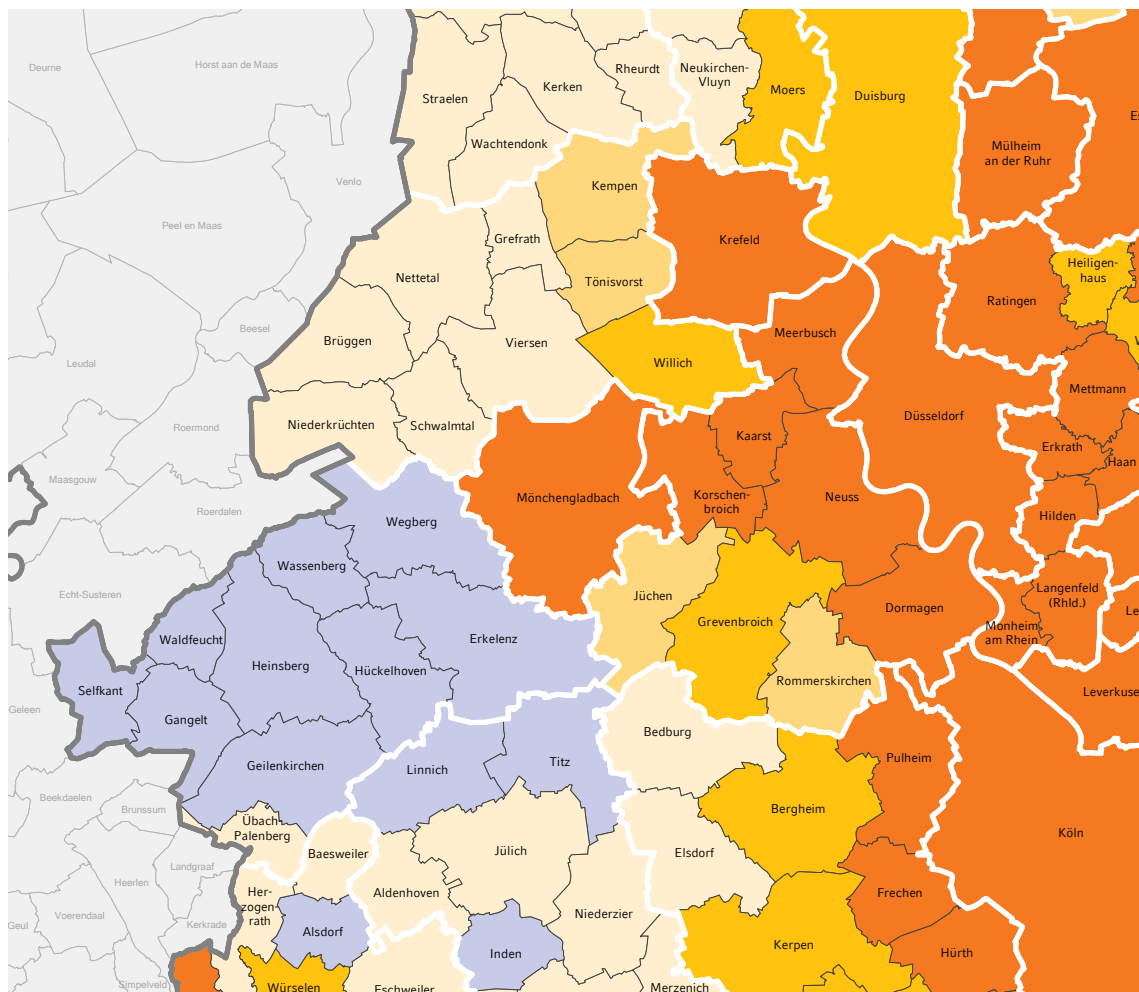 Deurne
Horst aan de Maas
Straelen
Kerken
Rheurdt
Neukirchen-
Vluyn
Moers
Duisburg
Es
Wachtendonk
Mülheim
an der Ruhr
Venlo
Kempen
Peel en Maas
Grefrath
Krefeld
Nettetal
Tönisvorst
Heiligen-
haus
Ratingen
Beesel
Brüggen
Viersen
Meerbusch
W
Leudal
Willich
Mettmann
Roermond
Niederkrüchten
Schwalmtal
Kaarst
Düsseldorf
Erkrath
Haan
Maasgouw
Roerdalen
Mönchengladbach
Korschen-
broich
Neuss
Hilden
Wegberg
Wassenberg
Echt-Susteren
Jüchen
Langenfeld
(Rhld.)
Dormagen
Le
Waldfeucht
Erkelenz
Grevenbroich
Monheim
am Rhein
Heinsberg
Hückelhoven
Selfkant
Rommerskirchen
Leverkuse
Geleen
Gangelt
Bedburg
Geilenkirchen
Linnich
Titz
Pulheim
Beekdaelen
Brunssum
Bergheim
Übach-
Palenberg
Köln
Baesweiler
Jülich
Elsdorf
Landgraaf
Heerlen
Her-
zogen-
rath
Aldenhoven
Frechen
Voerendaal
Niederzier
Geul
Kerkrade
Alsdorf
Inden
Kerpen
Hürth
Simpelveld
Würselen
Eschweiler
Merzenich